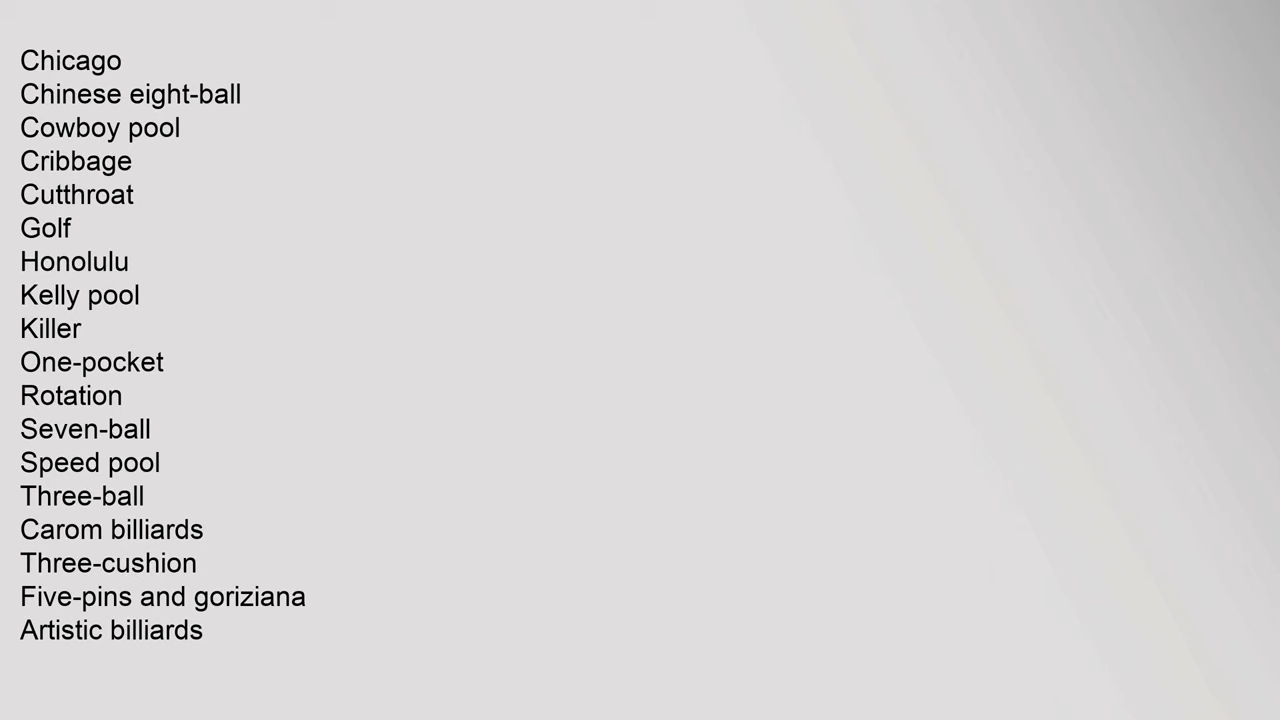 Chicago
Chinese eight-ball
Cowboy pool
Cribbage
Cutthroat
Golf
Honolulu
Kelly pool
Killer
One-pocket
Rotation
Seven-ball
Speed pool
Three-ball
Carom billiards
Three-cushion
Five-pins and goriziana
Artistic billiards